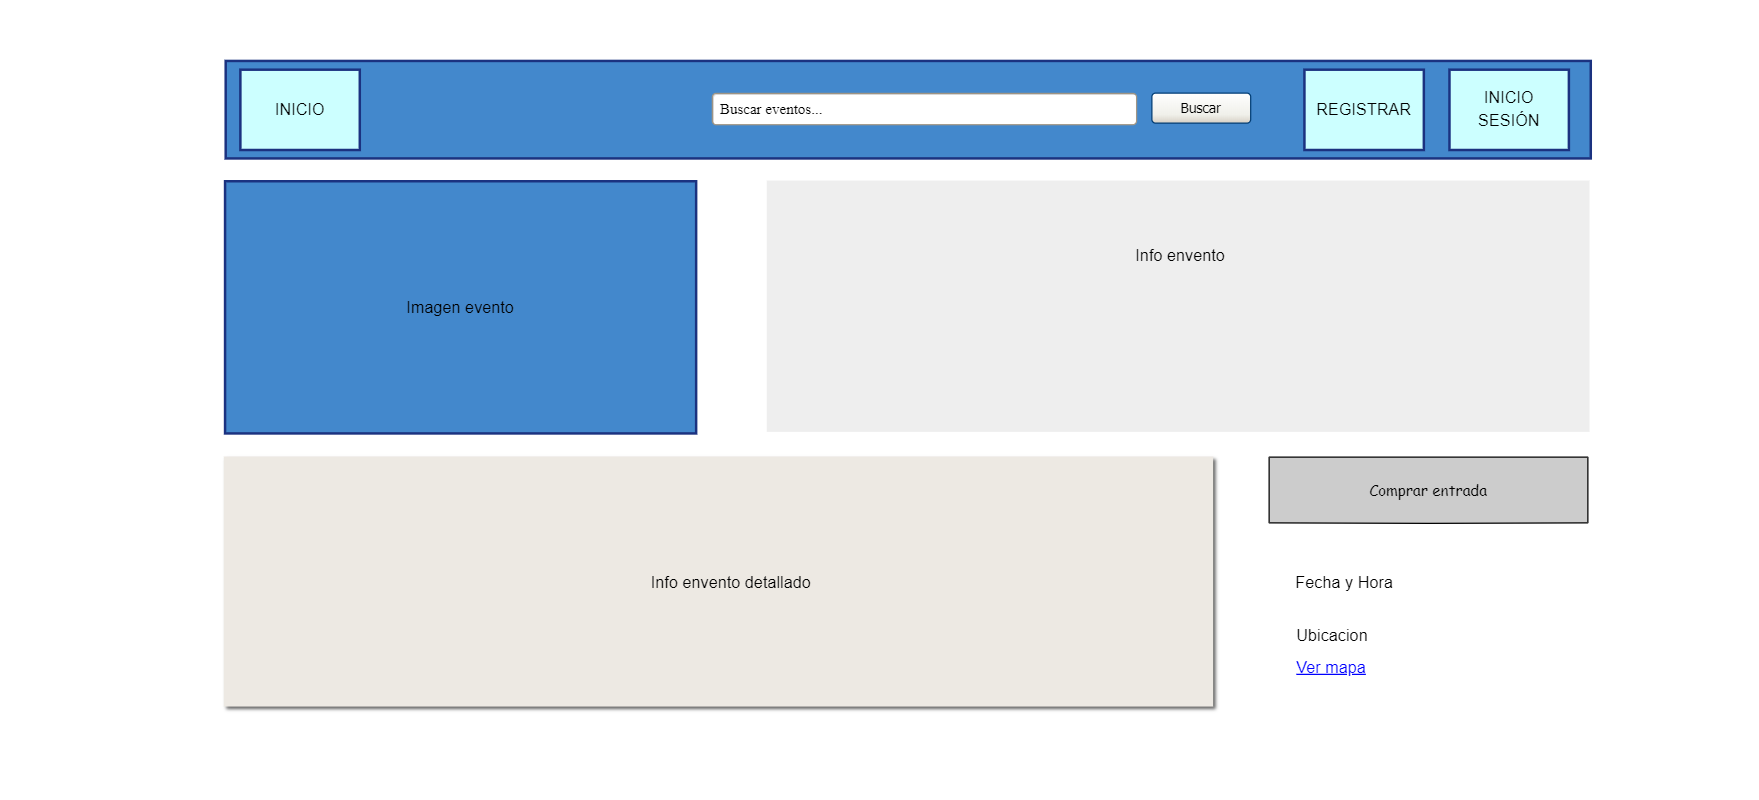 INICIO
Buscar eventos...
Buscar
REGISTRAR
INICIO
SESIÓN
Imagen evento
Info envento
Info envento detallado
Comprar entrada
Fecha y Hora
Ubicacion
Ver mapa